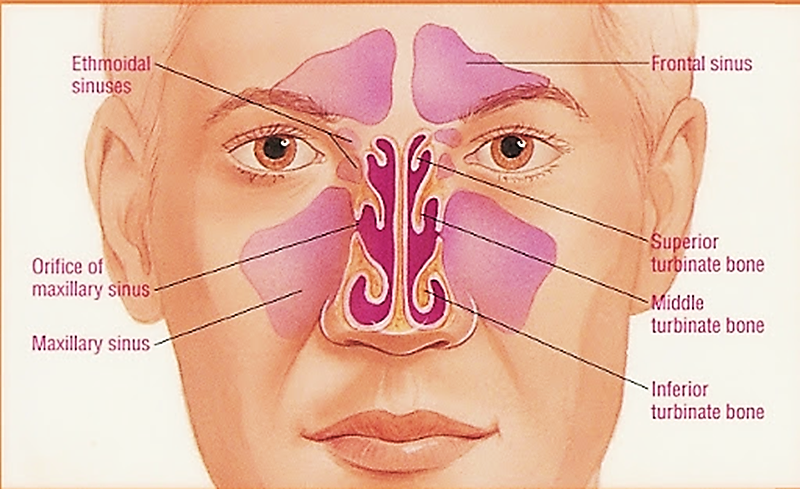 Ethmoidal
sinuses
Frontal sinus
Orifice of
maxillary sinus
Maxillary sinus
Superior
turbinate bone
Middle
turbinate bone
Inferior
turbinate bone